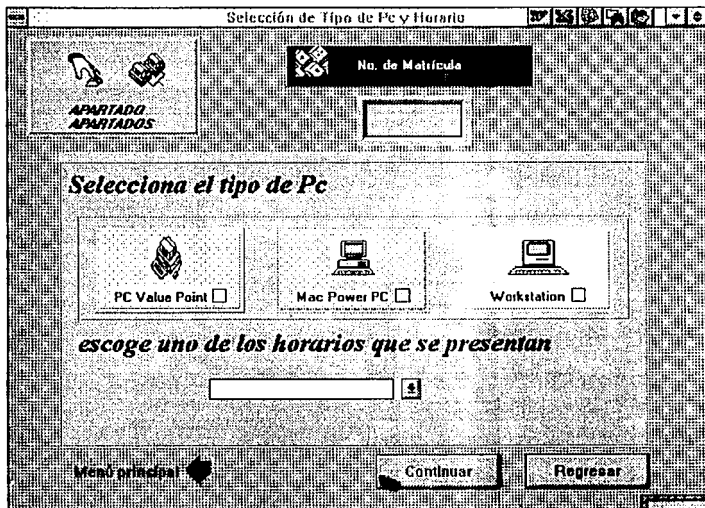 Selección de Tipo de Pc y Horario
No. de Matrícula
APARTADO
APARTADOS
Selecciona el tipo de Pc
PC Value Point
Mac Power PC
Workstation
escoge uno de los horarios que se presentan
Menú principal
Continuar
Regresar